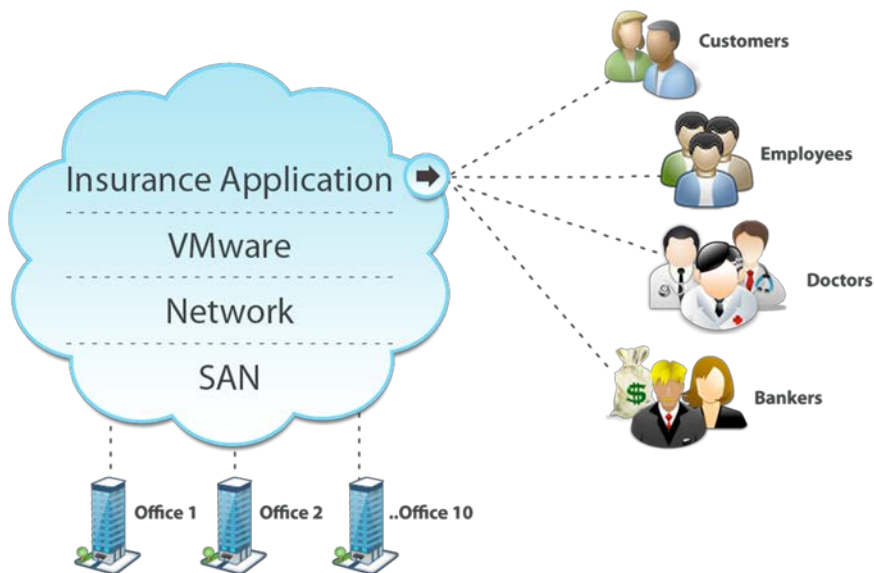 Customers
Employees
Insurance Application
VMware
Doctors
Network
SAN
$
Bankers
Office 1
Office 2
..Office 10